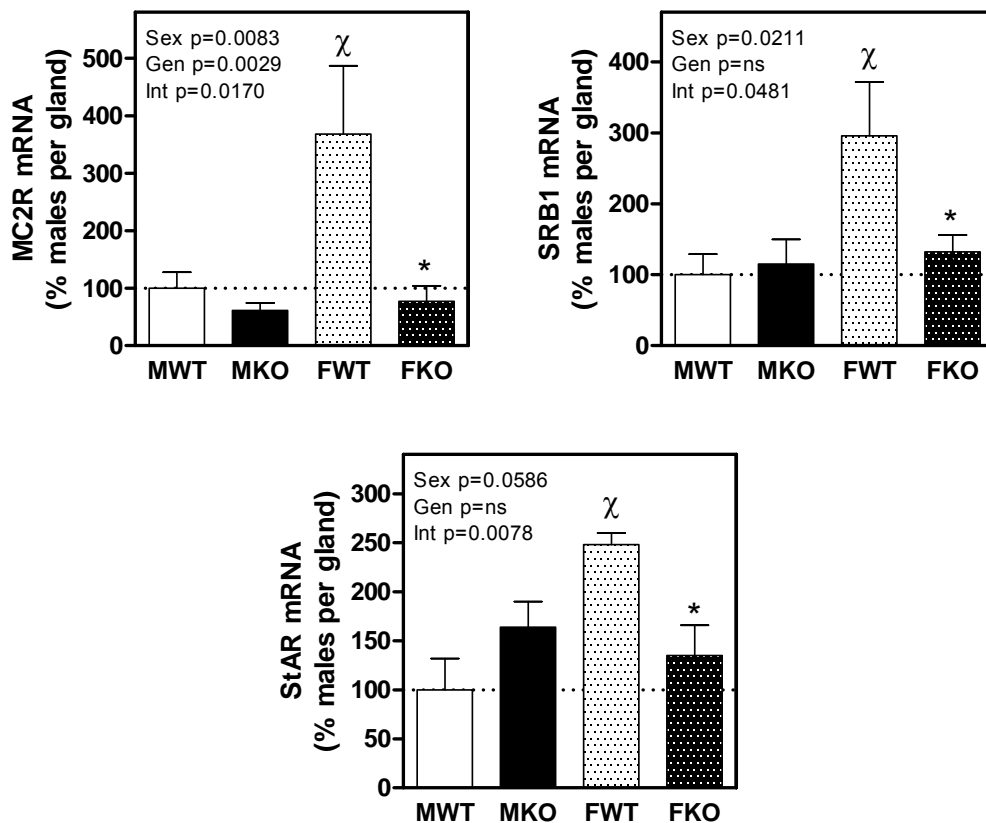 MC2R mRNA
(% males per gland)
500
400
300
200
100
0
Sex p=0.0083
Gen p=0.0029
Int p=0.0170
χ
*
MWT MKO FWT FKO
SRB1 mRNA
(% males per gland)
400
300
200
100
0
Sex p=0.0211
Gen p=ns
Int p=0.0481
χ
*
MWT MKO FWT FKO
StAR mRNA
(% males per gland)
300
250
200
150
100
50
0
Sex p=0.0586
Gen p=ns
Int p=0.0078
χ
*
MWT MKO FWT FKO